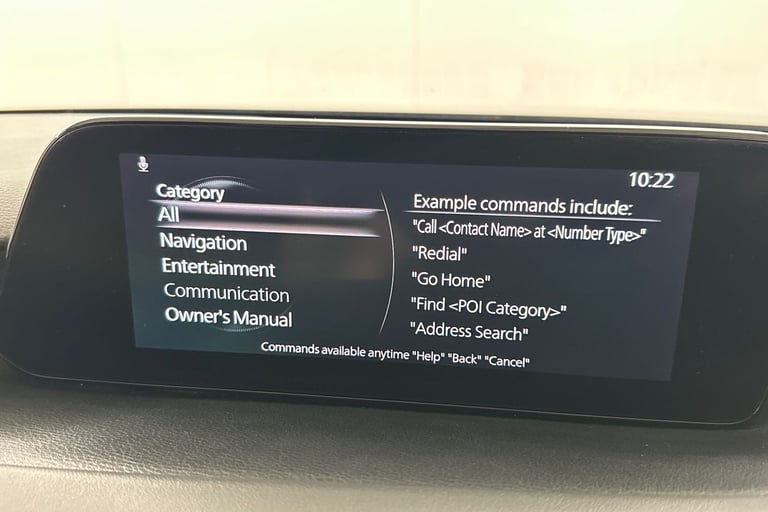 10:22
Category
All
Navigation
Entertainment
Communication
Owner's Manual
Example commands include:
"Call <Contact Name> at <Number Type>"
"Redial"
"Go Home"
"Find <POI Category>"
"Address Search"
Commands available anytime "Help" "Back" "Cancel"